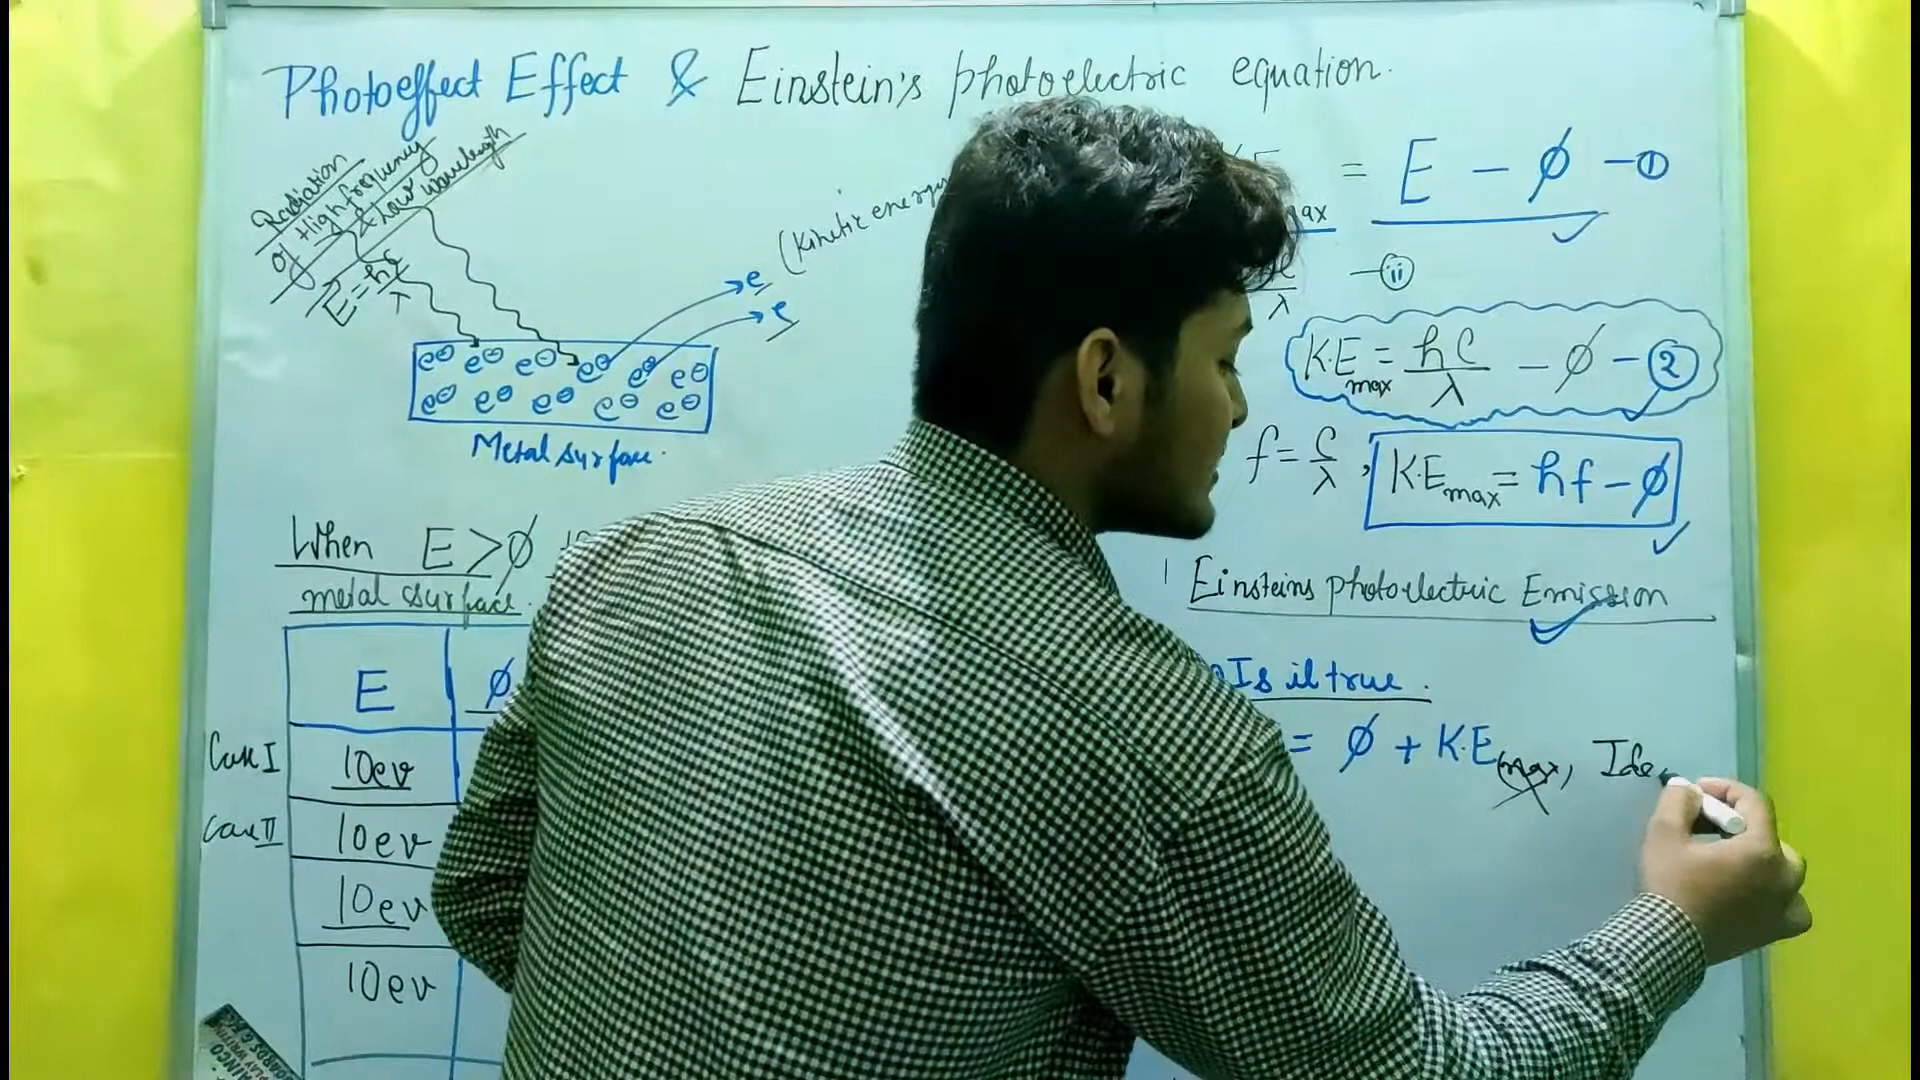 Photoeffect Effect & Einstein's photoelectric equation.
Radiation
of High frequency
& Low wavelength
E = hc/λ
(Kinetic energy
e
e
e⊖ e⊖ e⊖ e⊖ e⊖ e⊖
e⊖ e⊖ e⊖ e⊖ e⊖
Metal surface.
= E − ϕ −①
λ −ⓘⓘ
K.E max = hc/λ − ϕ − ②
f = c/λ , K.E max = hf − ϕ
Einsteins photoelectric Emission
When E > ϕ
metal surface.
E ϕ
Case I 10ev
Case II 10ev
10ev
10ev
Is it true.
= ϕ + K.E (max) Ide